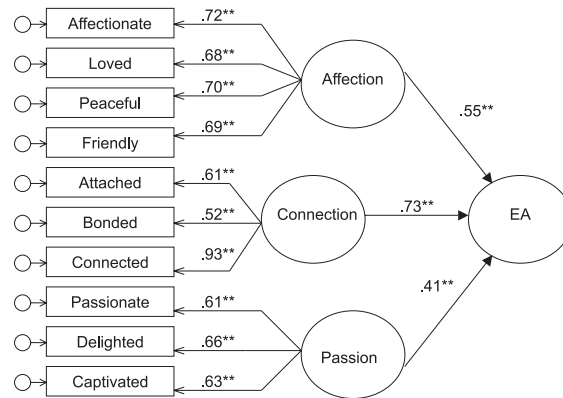 Affectionate .72**
Loved .68**
Affection
Peaceful .70**
.55**
Friendly .69**
Attached .61**
Bonded .52**
Connection .73** EA
Connected .93**
Passionate .61**
.41**
Delighted .66**
Passion
Captivated .63**